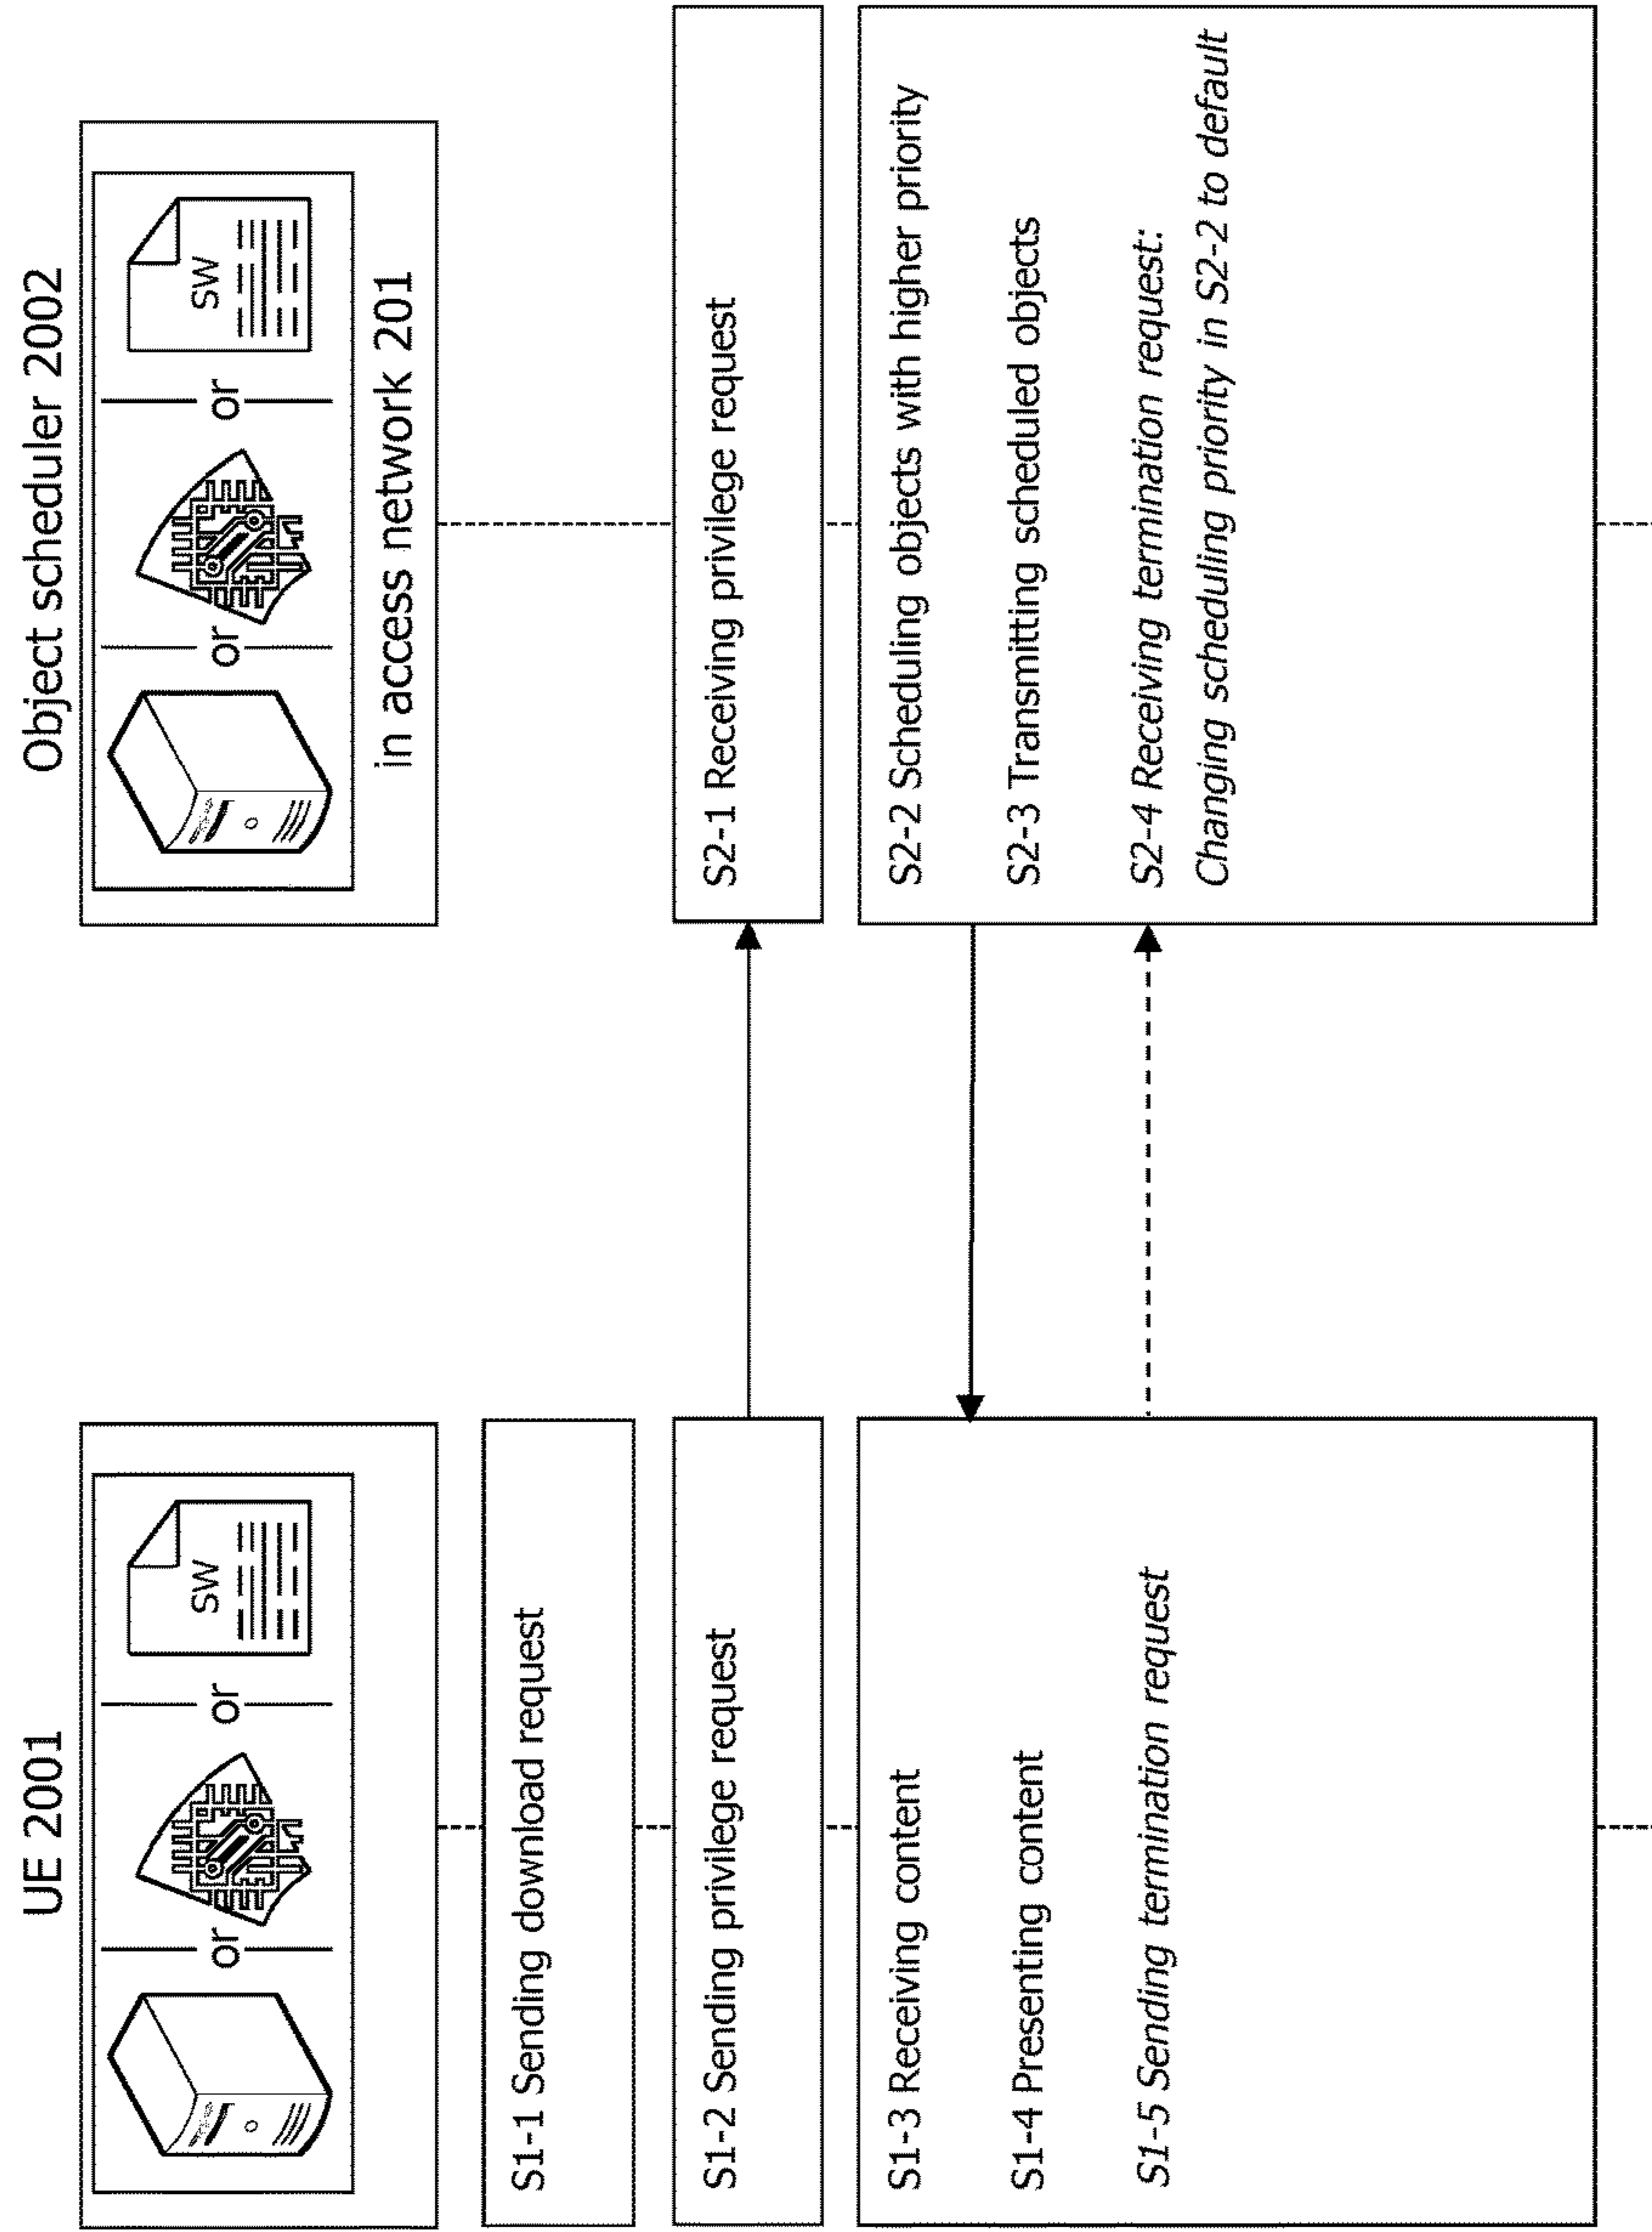 UE 2001
or
or
SW
S1-1 Sending download request
S1-2 Sending privilege request
S1-3 Receiving content
S1-4 Presenting content
S1-5 Sending termination request
Object scheduler 2002
or
or
SW
in access network 201
S2-1 Receiving privilege request
S2-2 Scheduling objects with higher priority
S2-3 Transmitting scheduled objects
S2-4 Receiving termination request:
Changing scheduling priority in S2-2 to default